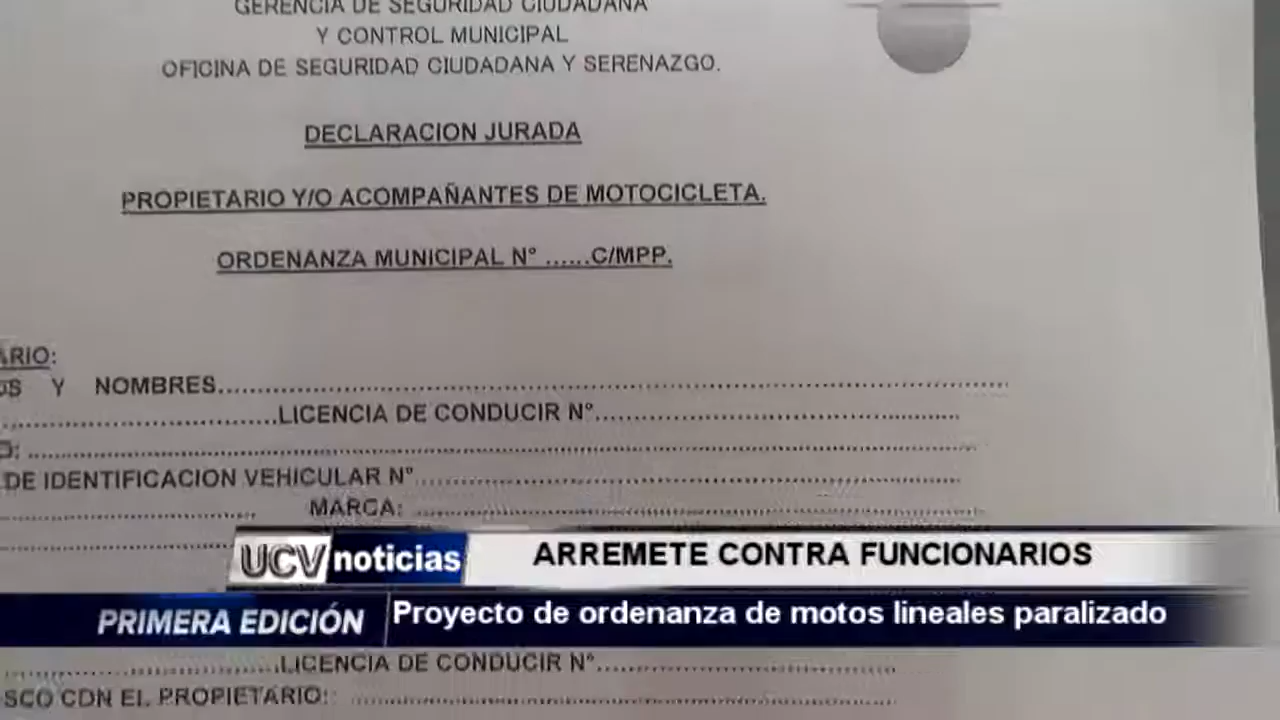 GERENCIA DE SEGURIDAD CIUDADANA
Y CONTROL MUNICIPAL
OFICINA DE SEGURIDAD CIUDADANA Y SERENAZGO.
DECLARACION JURADA
PROPIETARIO Y/O ACOMPAÑANTES DE MOTOCICLETA.
ORDENANZA MUNICIPAL N° ......C/MPP.
ARIO:
OS Y NOMBRES..........................................................................
....................................LICENCIA DE CONDUCIR N°..................................................
O: ..........................................................................................................
DE IDENTIFICACION VEHICULAR N°..........................................................................
.................................... MARCA: ..........................................................................
....................................
UCV noticias ARREMETE CONTRA FUNCIONARIOS
PRIMERA EDICIÓN Proyecto de ordenanza de motos lineales paralizado
....................................LICENCIA DE CONDUCIR N°..................................................
SCO CON EL PROPIETARIO: ..........................................................................